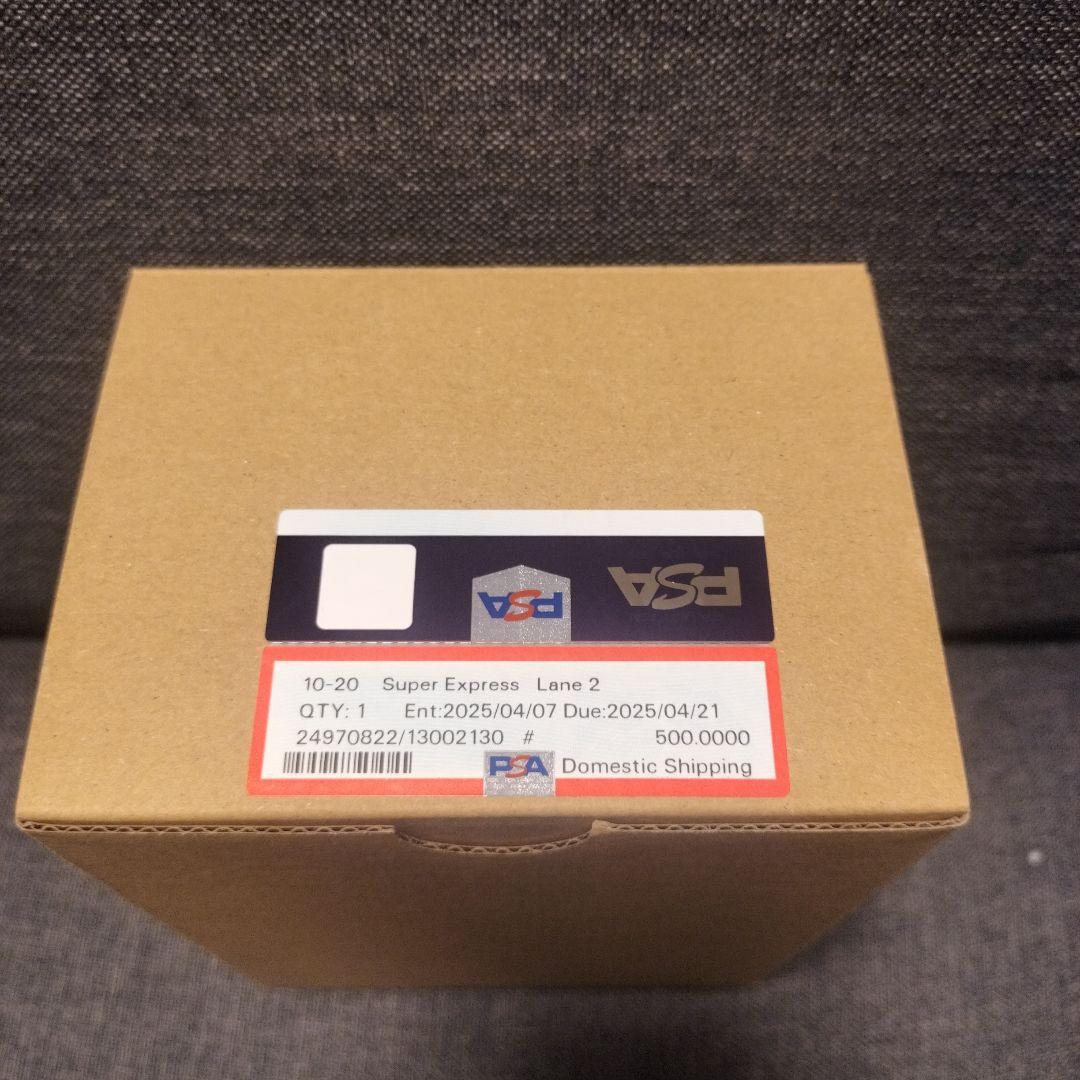 PSA
PSA
10-20 Super Express Lane 2
QTY: 1 Ent:2025/04/07 Due:2025/04/21
24970822/13002130 # 500.0000
PSA Domestic Shipping